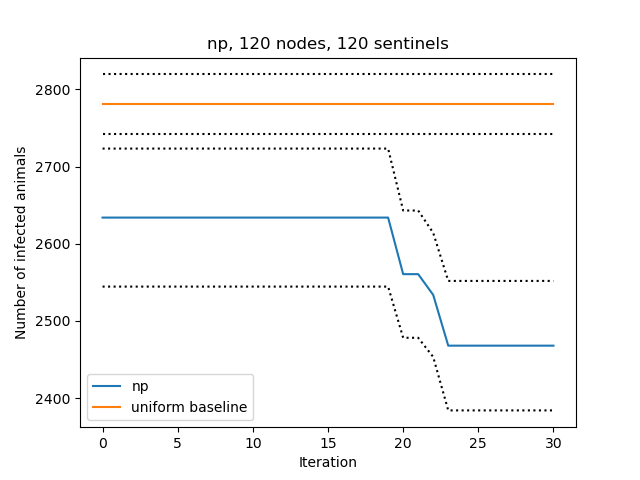 np, 120 nodes, 120 sentinels
2800
2700
2600
2500
2400
Number of infected animals
np
uniform baseline
0 5 10 15 20 25 30
Iteration